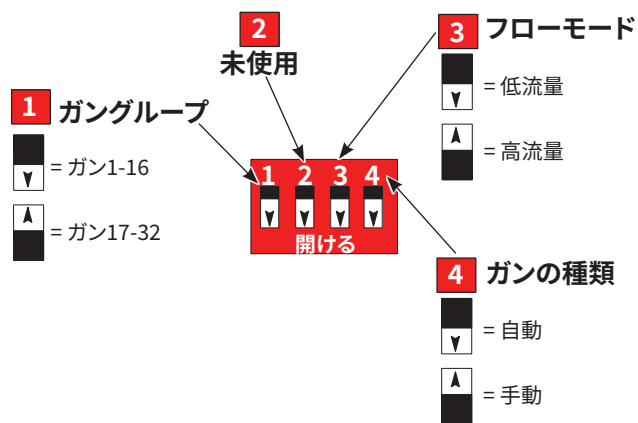 2
未使用
3 フローモード
= 低流量
= 高流量
1 ガングループ
= ガン1-16
= ガン17-32
1 2 3 4
開ける
4 ガンの種類
= 自動
= 手動